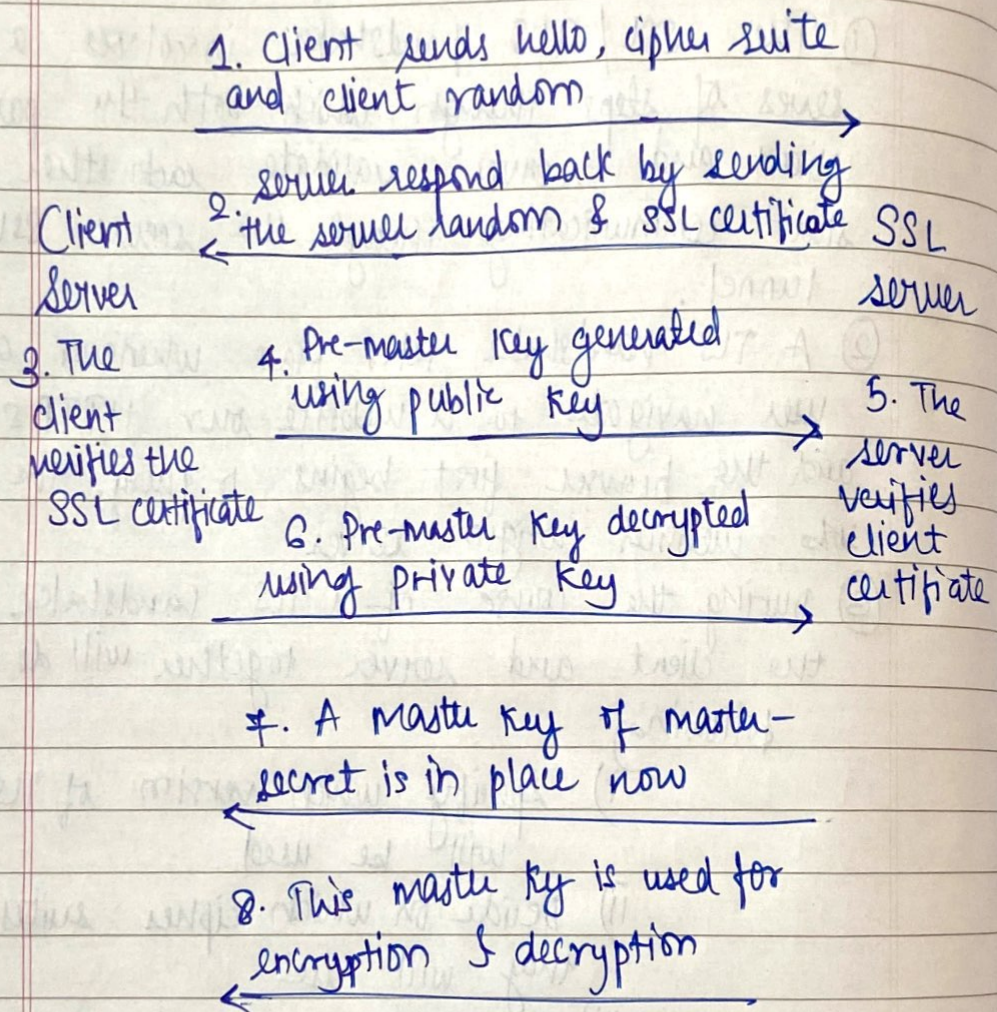 1. Client sends hello, cipher suite
and client random
2. server respond back by sending
the server random & SSL certificate
Client
Server
SSL
server
3. The
client
verifies the
SSL certificate
4. Pre-master key generated
using public key
5. The
server
verifies
client
certifiate
6. Pre-master key decrypted
using private key
7. A master key of master-
secret is in place now
8. This master ky is used for
encryption & decryption